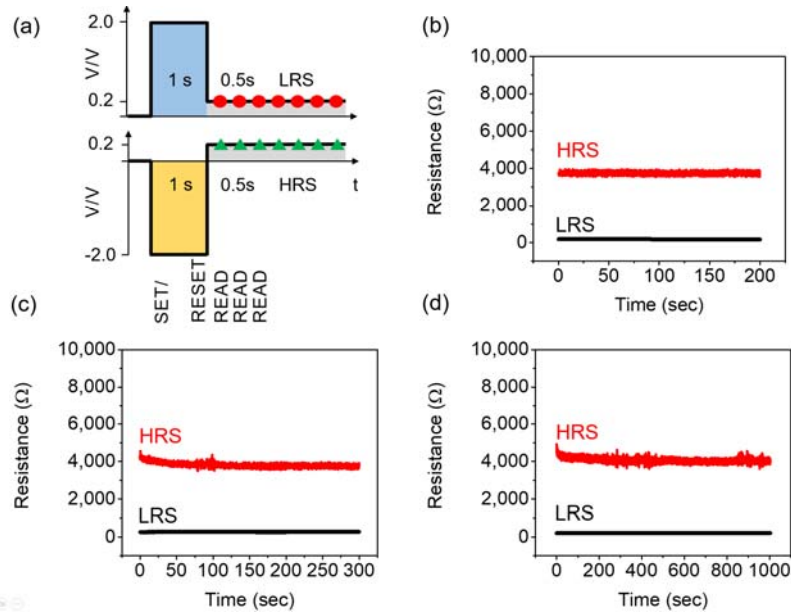 (a)
2.0
V/V
1 s
0.5s
LRS
0.2
0.2
V/V
1 s
0.5s
HRS
t
-2.0
SET/
RESET
READ
READ
READ
(b)
10,000
8,000
6,000
4,000
2,000
0
Resistance (Ω)
HRS
LRS
0 50 100 150 200
Time (sec)
(c)
10,000
8,000
6,000
4,000
2,000
0
Resistance (Ω)
HRS
LRS
0 50 100 150 200 250 300
Time (sec)
(d)
10,000
8,000
6,000
4,000
2,000
0
Resistance (Ω)
HRS
LRS
0 200 400 600 800 1000
Time (sec)